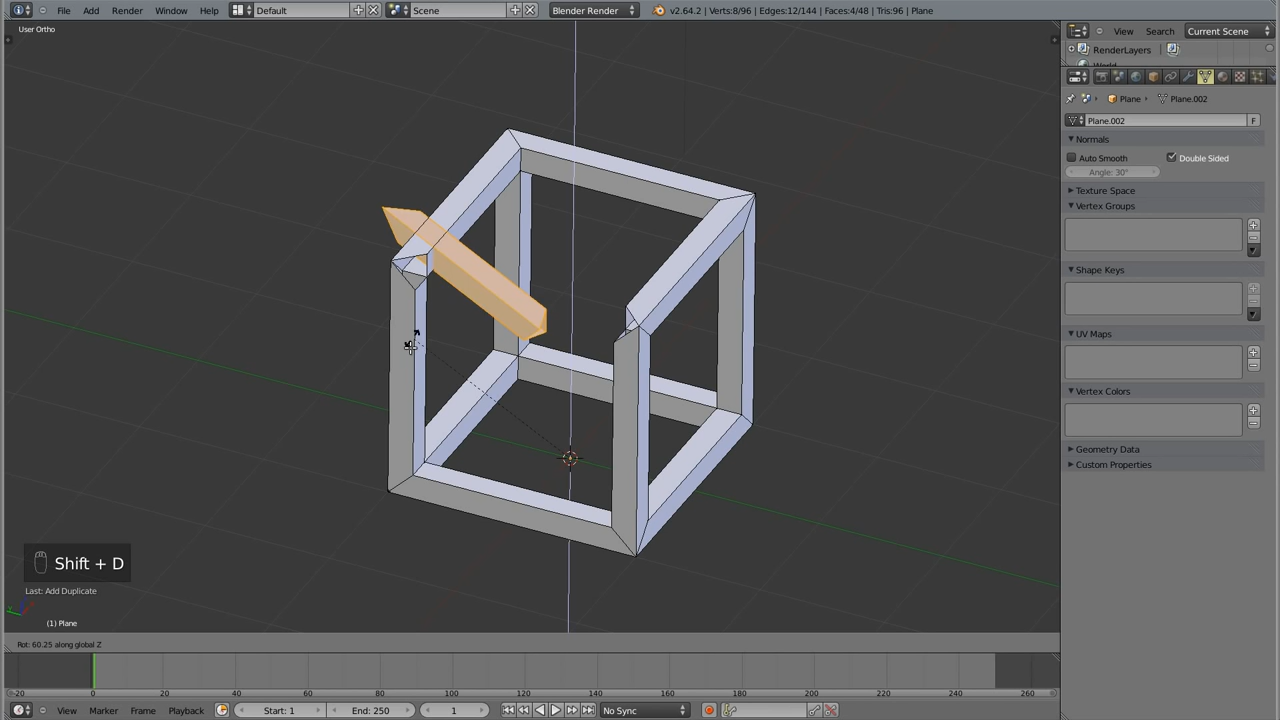 File Add Render Window Help Default Scene Blender Render v2.64.2 | Verts:8/96 | Edges:12/144 | Faces:4/48 | Tris:96 | Plane
View Search Current Scene
User Ortho
RenderLayers
Plane Plane.002
Plane.002 F
Normals
Auto Smooth Double Sided
Angle: 30°
Texture Space
Vertex Groups
Shape Keys
UV Maps
Vertex Colors
Geometry Data
Custom Properties
Shift + D
Last: Add Duplicate
(1) Plane
Rot: 60.25 along global Z
-20 0 20 40 60 80 100 120 140 160 180 200 220 240 260
View Marker Frame Playback Start: 1 End: 250 1 No Sync